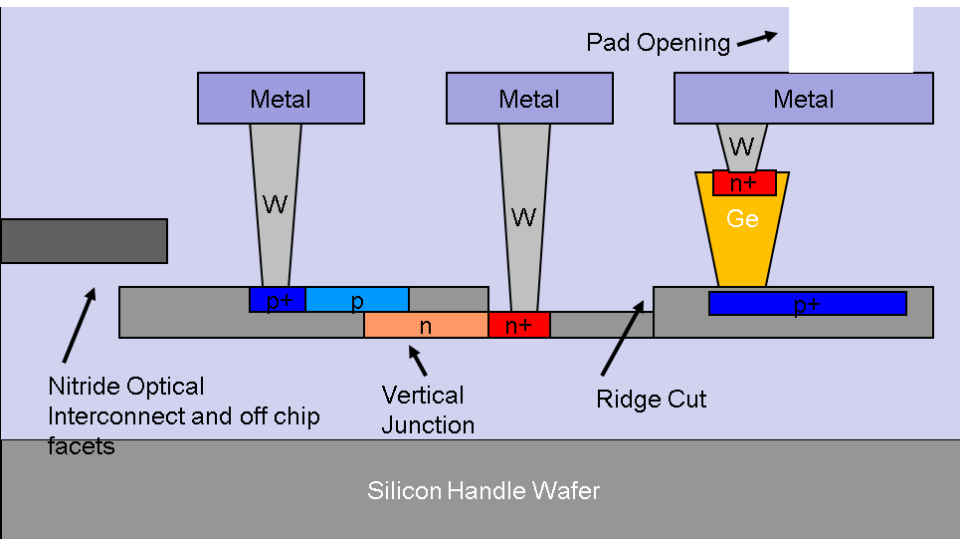 Pad Opening
Metal
Metal
Metal
W
W
W
n+
Ge
p+
p
n
n+
p+
Nitride Optical
Interconnect and off chip
facets
Vertical
Junction
Ridge Cut
Silicon Handle Wafer